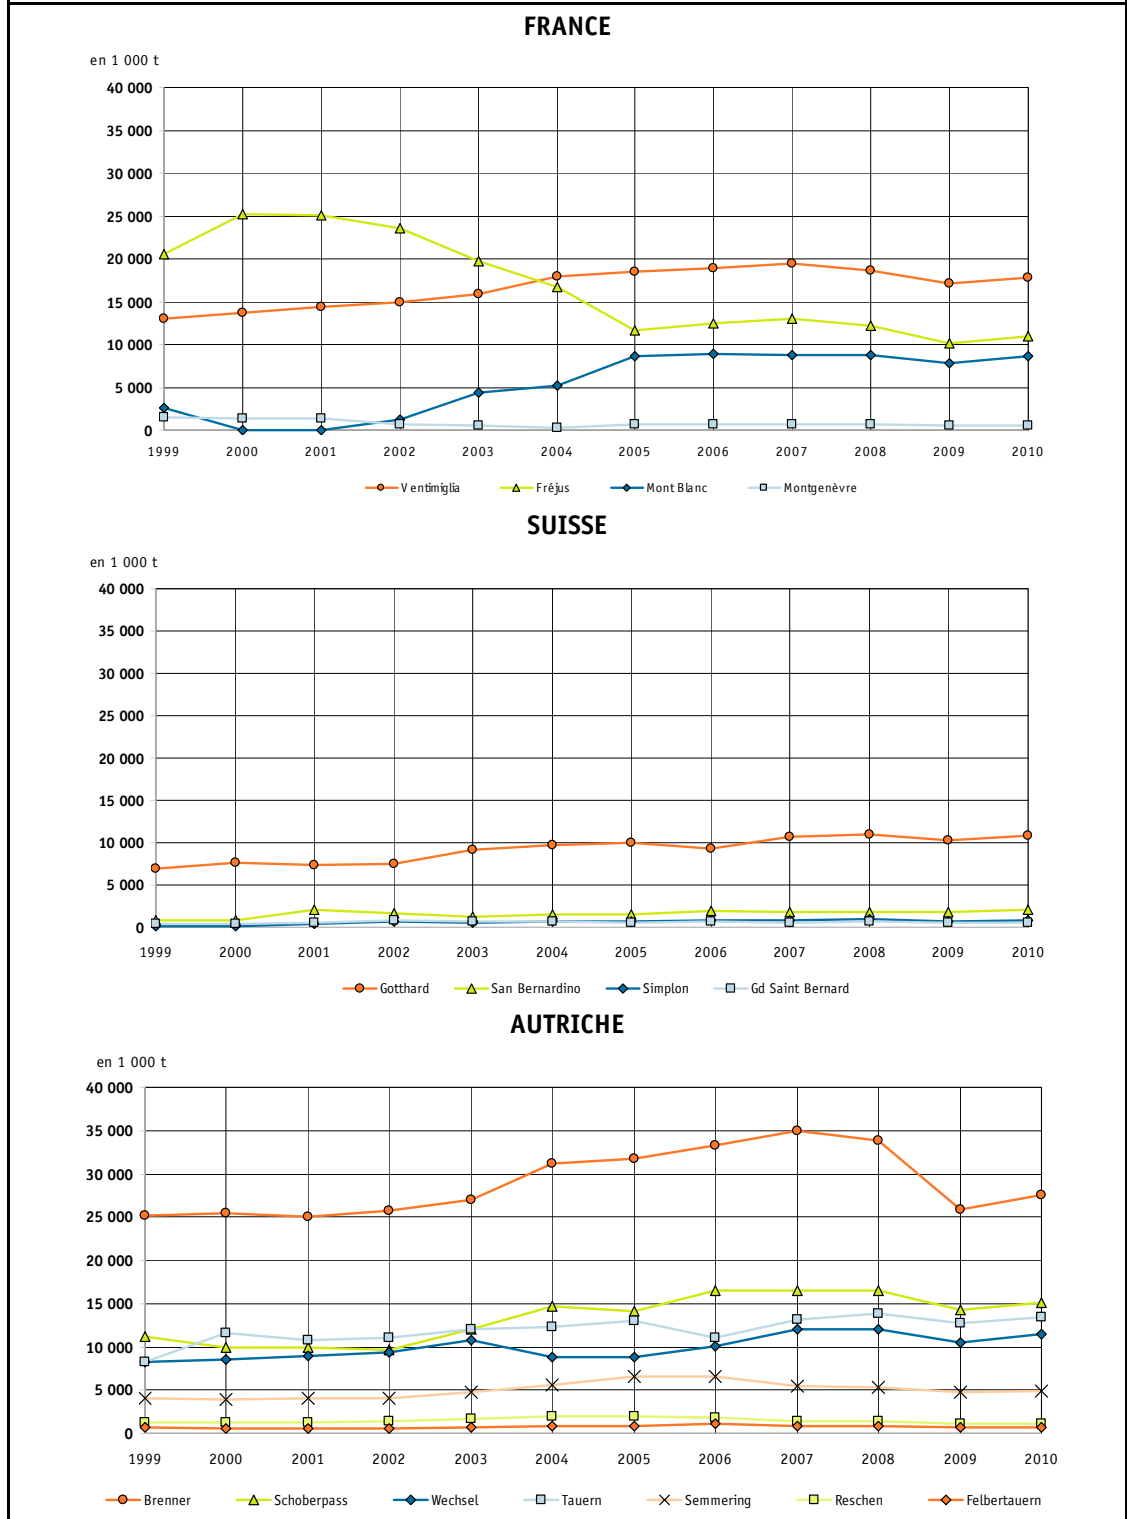 FRANCE
en 1 000 t
40 000
35 000
30 000
25 000
20 000
15 000
10 000
5 000
0
1999 2000 2001 2002 2003 2004 2005 2006 2007 2008 2009 2010
Ventimiglia Fréjus Mont Blanc Montgenèvre
SUISSE
en 1 000 t
40 000
35 000
30 000
25 000
20 000
15 000
10 000
5 000
0
1999 2000 2001 2002 2003 2004 2005 2006 2007 2008 2009 2010
Gotthard San Bernardino Simplon Gd Saint Bernard
AUTRICHE
en 1 000 t
40 000
35 000
30 000
25 000
20 000
15 000
10 000
5 000
0
1999 2000 2001 2002 2003 2004 2005 2006 2007 2008 2009 2010
Brenner Schoberpass Wechsel Tauern Semmering Reschen Felbertauern